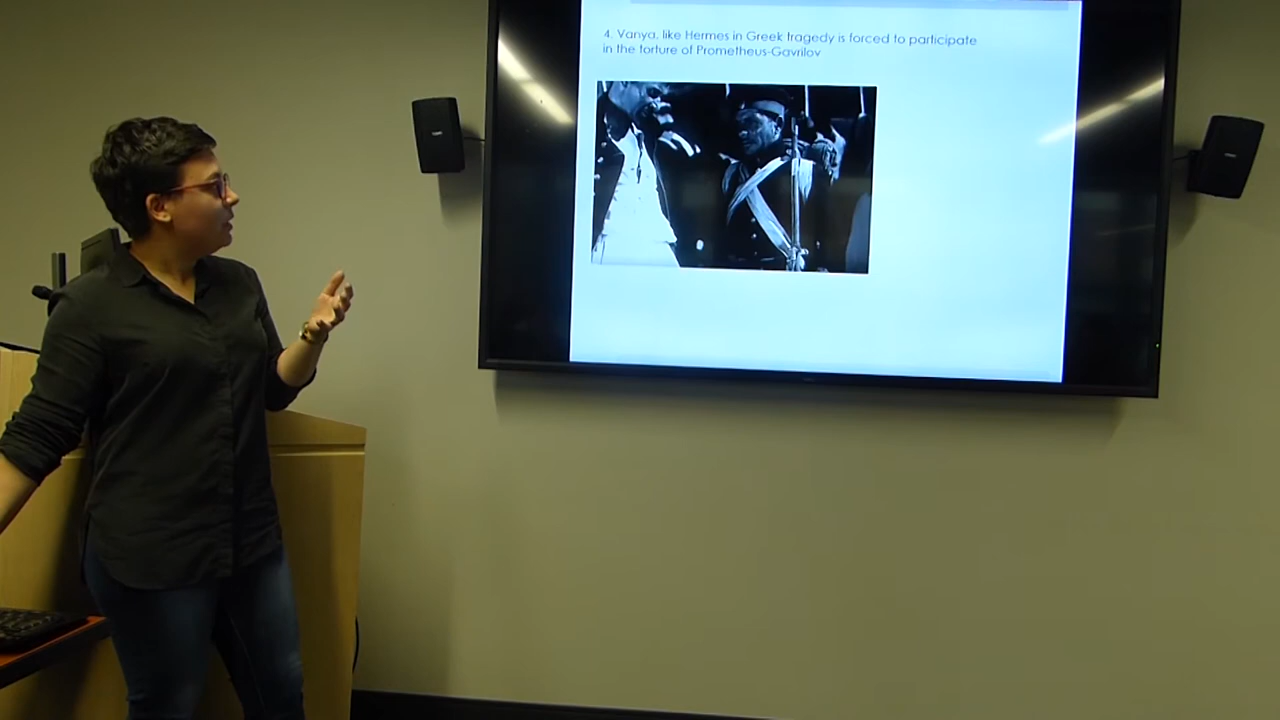 4. Vanya, like Hermes in Greek tragedy is forced to participate
in the torture of Prometheus-Gavrilov